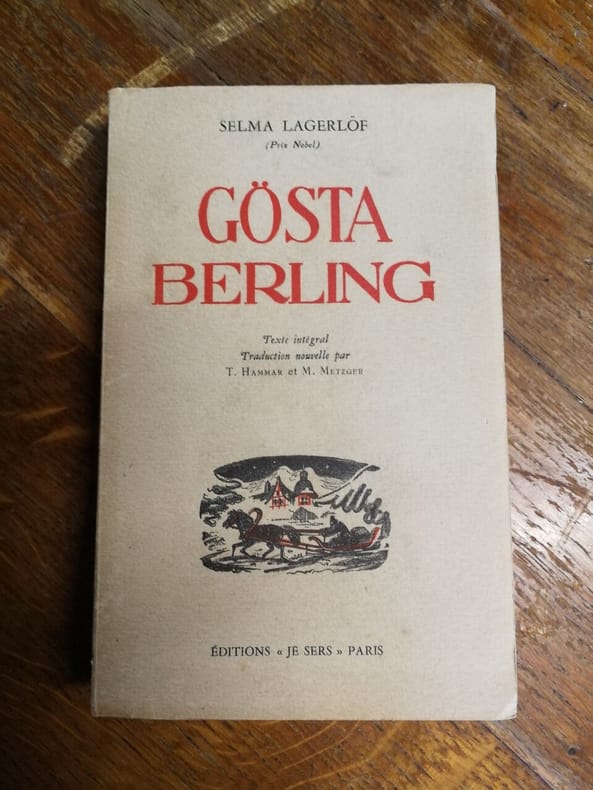 SELMA LAGERLÖF
(Prix Nobel)
GÖSTA
BERLING
Texte intégral
Traduction nouvelle par
T. HAMMAR et M. METZGER
ÉDITIONS « JE SERS » PARIS